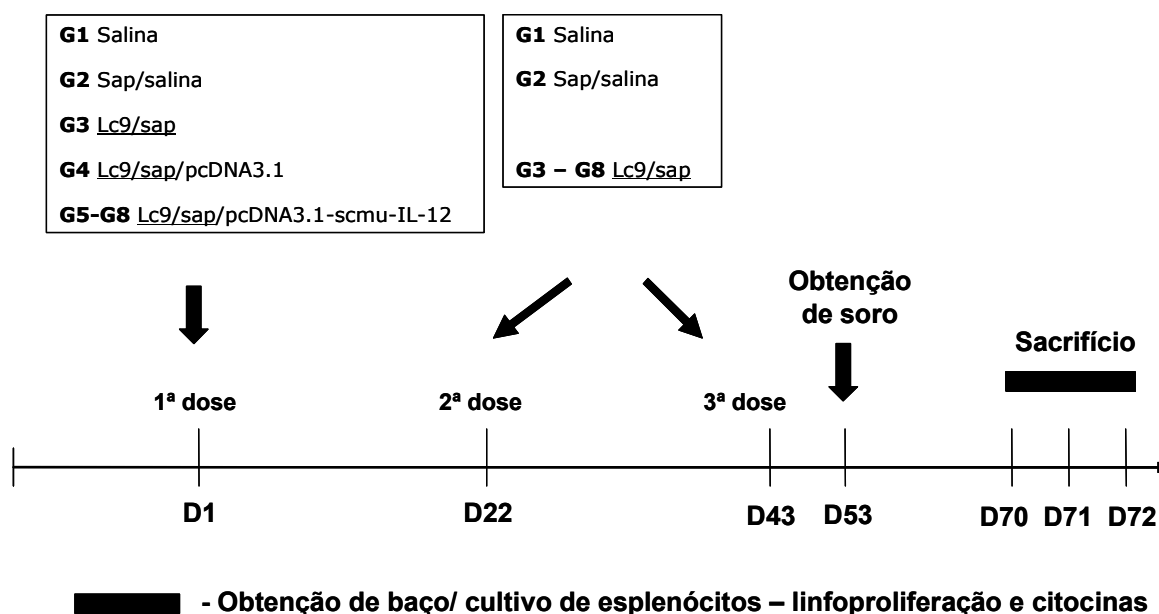 G1 Salina
G2 Sap/salina
G3 Lc9/sap
G4 Lc9/sap/pcDNA3.1
G5-G8 Lc9/sap/pcDNA3.1-scmu-IL-12
G1 Salina
G2 Sap/salina
G3 – G8 Lc9/sap
Obtenção
de soro
Sacrifício
1ª dose
2ª dose
3ª dose
D1
D22
D43
D53
D70
D71
D72
- Obtenção de baço/ cultivo de esplenócitos – linfoproliferação e citocinas